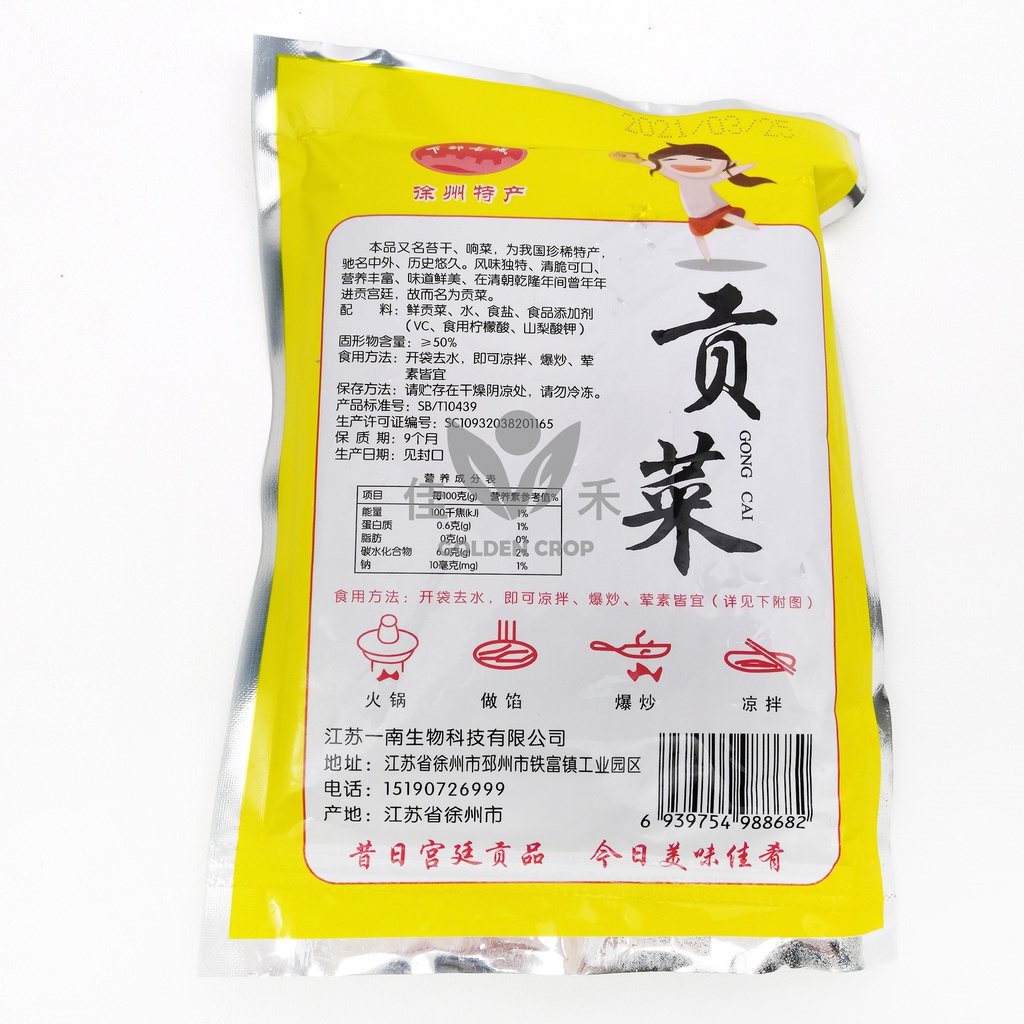 2021/03/25
下邳古城
徐州特产
本品又名苔干、响菜，为我国珍稀特产，
驰名中外、历史悠久。风味独特、清脆可口、
营养丰富、味道鲜美、在清朝乾隆年间曾年年
进贡宫廷，故而名为贡菜。
配 料：鲜贡菜、水、食盐、食品添加剂
（VC、食用柠檬酸、山梨酸钾）
固形物含量：≥50%
食用方法：开袋去水，即可凉拌、爆炒、荤
素皆宜
保存方法：请贮存在干燥阴凉处，请勿冷冻。
产品标准号：SB/T10439
生产许可证编号：SC10932038201165
保 质 期：9个月
生产日期：见封口
贡菜
GONG CAI
营养成分表
项目 每100克(g) 营养素参考值%
能量 100千焦(kJ) 1%
蛋白质 0.6克(g) 1%
脂肪 0克(g) 0%
碳水化合物 6.0克(g) 2%
钠 10毫克(mg) 1%
佳禾
GOLDEN CROP
食用方法：开袋去水，即可凉拌、爆炒、荤素皆宜（详见下附图）
火锅 做馅 爆炒 凉拌
江苏一南生物科技有限公司
地址：江苏省徐州市邳州市铁富镇工业园区
电话：15190726999
产地：江苏省徐州市
6 939754 988682
昔日宫廷贡品 今日美味佳肴